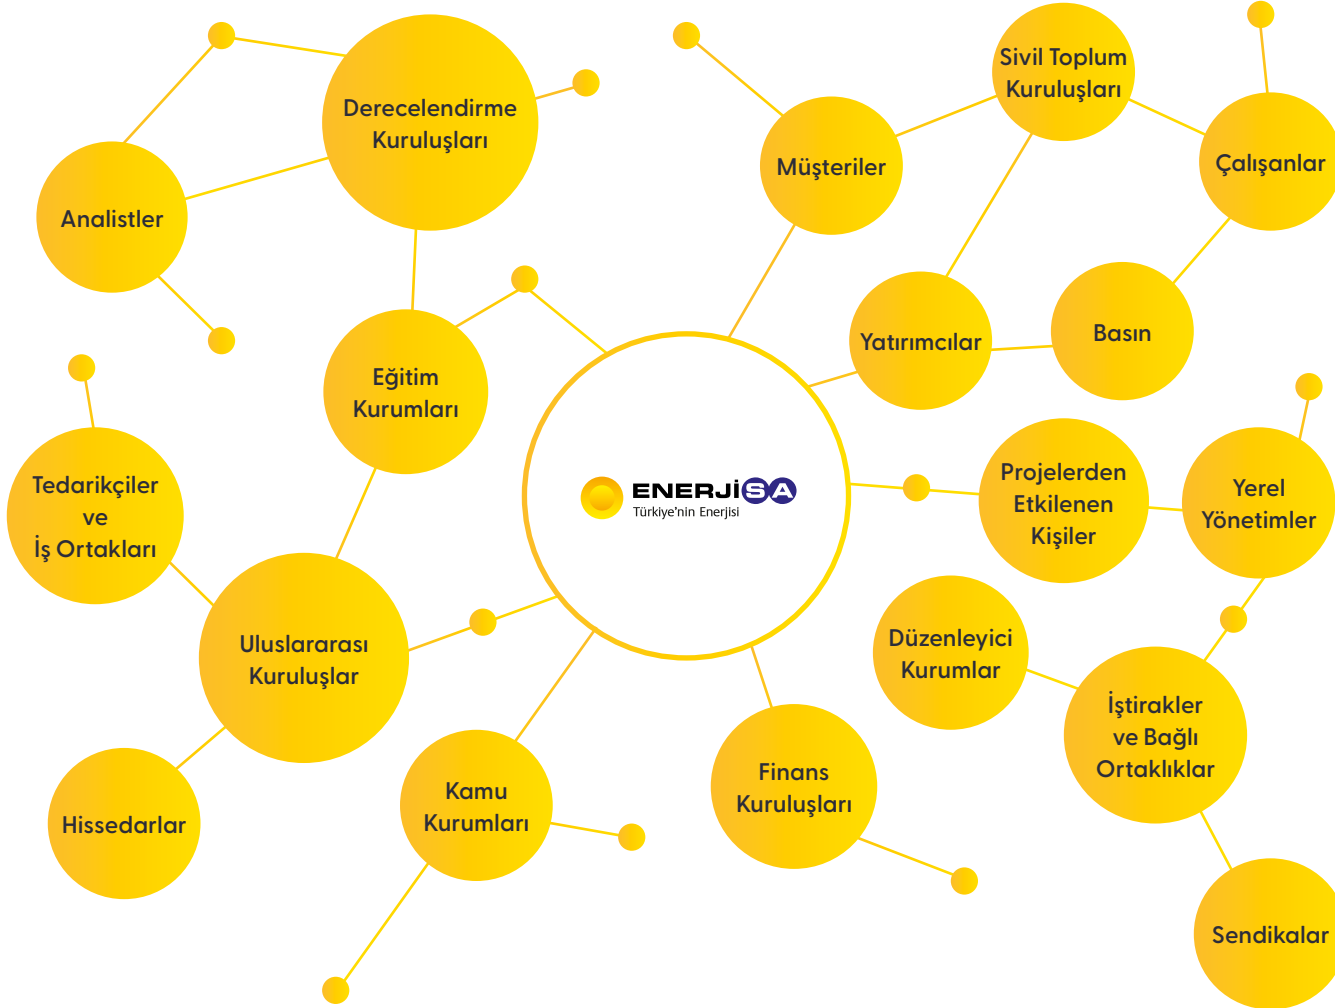 Derecelendirme
Kuruluşları
Analistler
Eğitim
Kurumları
Tedarikçiler
ve
İş Ortakları
Uluslararası
Kuruluşlar
Hissedarlar
Kamu
Kurumları
Finans
Kuruluşları
ENERJİSA
Türkiye'nin Enerjisi
Müşteriler
Sivil Toplum
Kuruluşları
Çalışanlar
Yatırımcılar
Basın
Projelerden
Etkilenen
Kişiler
Yerel
Yönetimler
Düzenleyici
Kurumlar
İştirakler
ve Bağlı
Ortaklıklar
Sendikalar